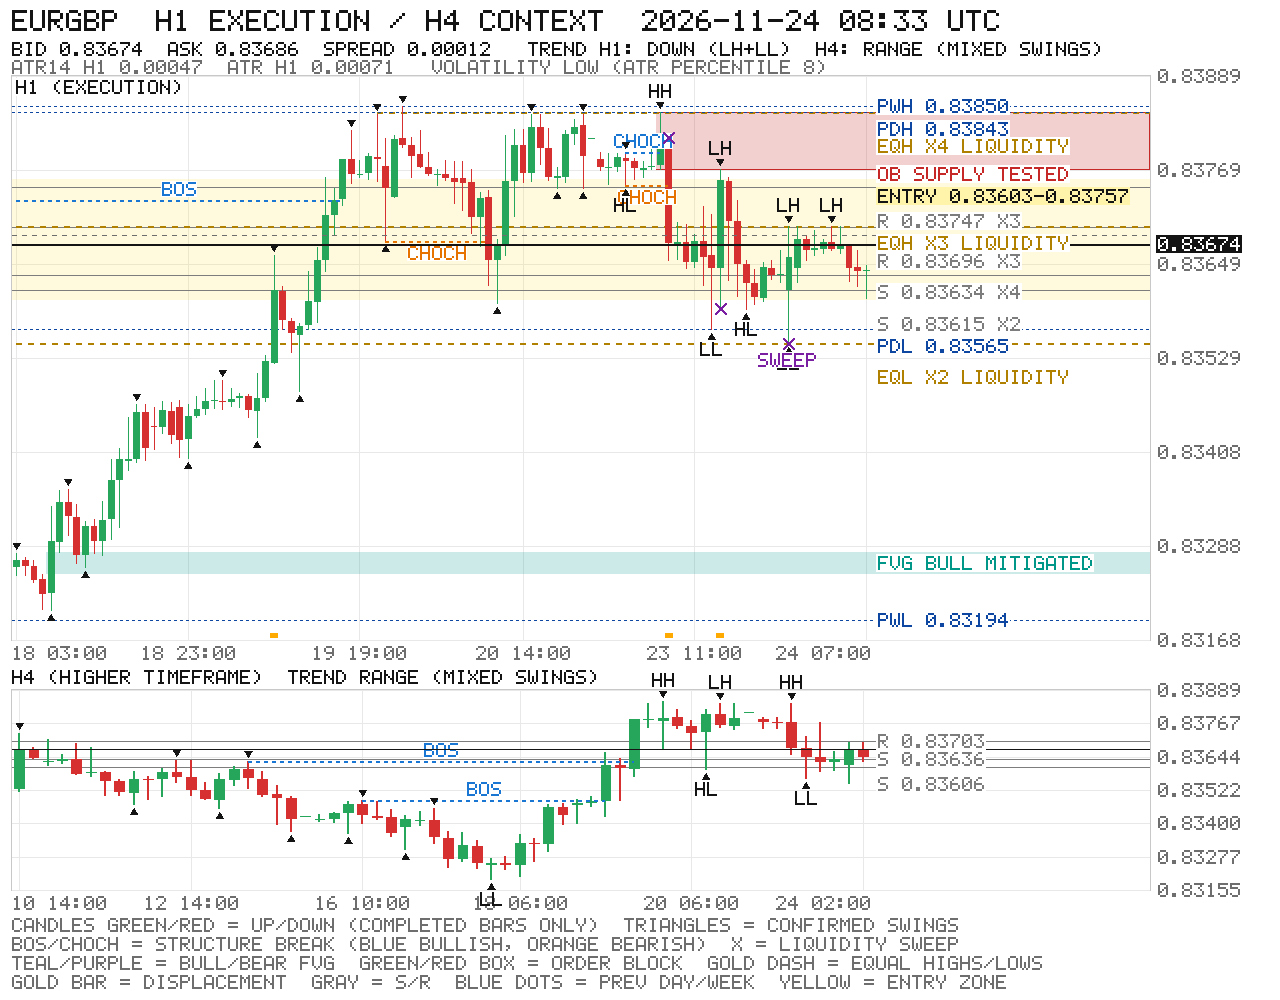 EURGBP H1 EXECUTION / H4 CONTEXT 2026-11-24 08:33 UTC
BID 0.83674 ASK 0.83686 SPREAD 0.00012 TREND H1: DOWN (LH+LL) H4: RANGE (MIXED SWINGS)
ATR14 H1 0.00047 ATR H1 0.00071 VOLATILITY LOW (ATR PERCENTILE 8)
H1 (EXECUTION)
0.83889
HH
PWH 0.83850
PDH 0.83843
CHOCH
EQH X4 LIQUIDITY
LH
0.83769
OB SUPPLY TESTED
BOS
ENTRY 0.83603-0.83757
HL
CHOCH
LH
LH
R 0.83747 X3
EQH X3 LIQUIDITY
0.83674
CHOCH
R 0.83696 X3
0.83649
S 0.83634 X4
S 0.83615 X2
HL
LL
PDL 0.83565
SWEEP
0.83529
EQL X2 LIQUIDITY
0.83408
0.83288
FVG BULL MITIGATED
PWL 0.83194
0.83168
18 03:00 18 23:00 19 19:00 20 14:00 23 11:00 24 07:00
H4 (HIGHER TIMEFRAME) TREND RANGE (MIXED SWINGS)
HH LH HH
0.83889
0.83767
R 0.83703
BOS
0.83644
S 0.83636
S 0.83606
BOS
HL
LL
0.83522
0.83400
0.83277
0.83155
LL
10 14:00 12 14:00 16 10:00 06:00 20 06:00 24 02:00
CANDLES GREEN/RED = UP/DOWN (COMPLETED BARS ONLY) TRIANGLES = CONFIRMED SWINGS
BOS/CHOCH = STRUCTURE BREAK (BLUE BULLISH, ORANGE BEARISH) X = LIQUIDITY SWEEP
TEAL/PURPLE = BULL/BEAR FVG GREEN/RED BOX = ORDER BLOCK GOLD DASH = EQUAL HIGHS/LOWS
GOLD BAR = DISPLACEMENT GRAY = S/R BLUE DOTS = PREV DAY/WEEK YELLOW = ENTRY ZONE